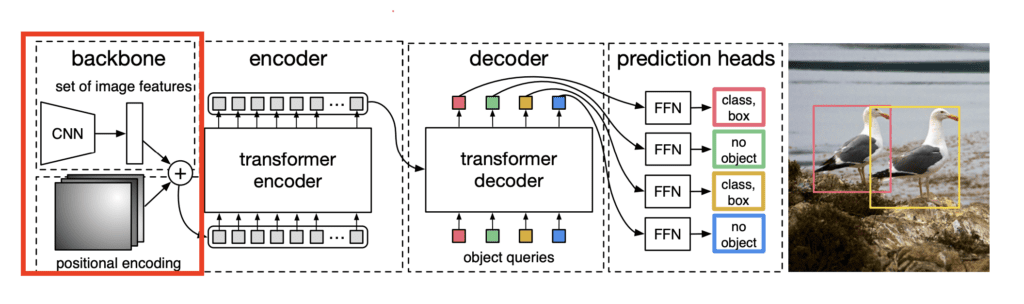 backbone
set of image features
CNN
+
positional encoding
encoder
...
transformer
encoder
...
decoder
transformer
decoder
object queries
prediction heads
FFN
class,
box
FFN
no
object
FFN
class,
box
FFN
no
object